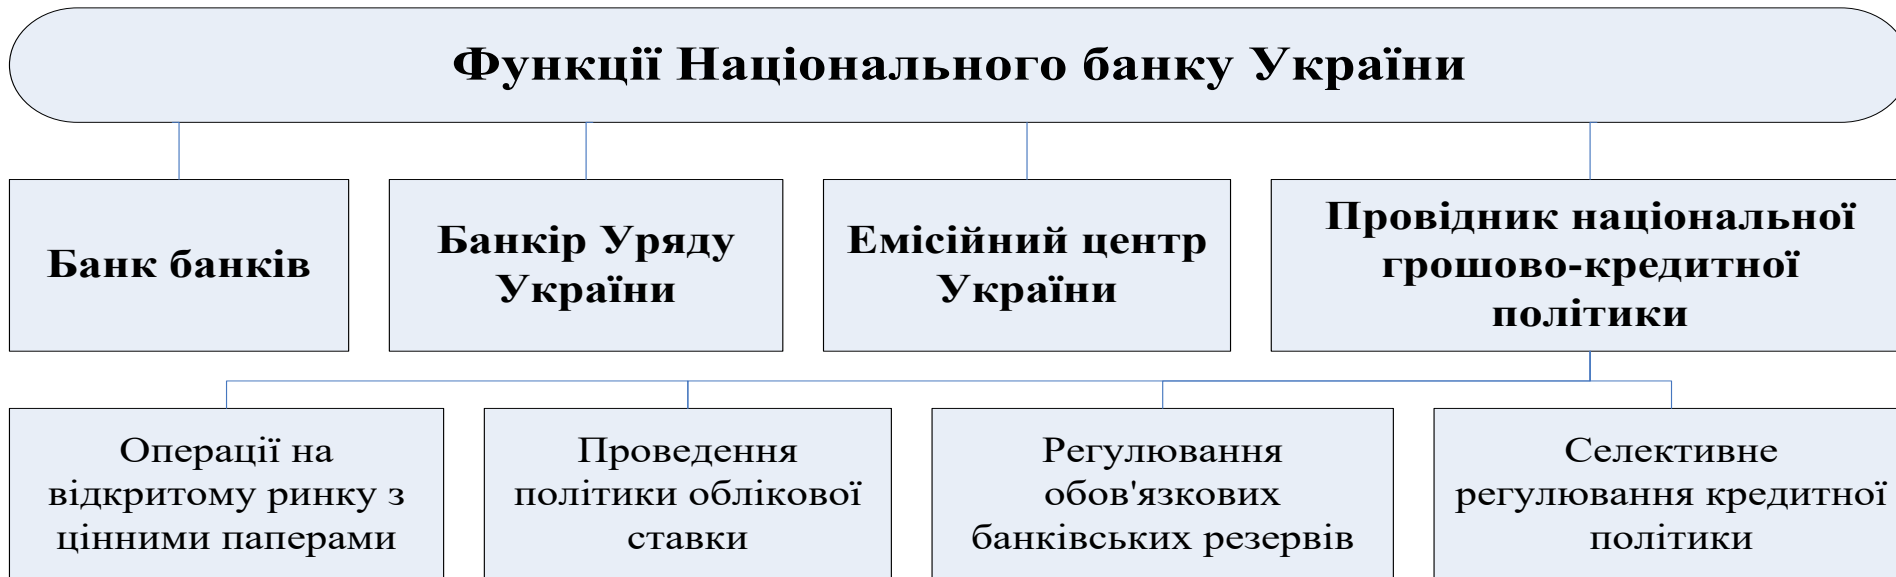 Функції Національного банку України
Банк банків
Банкір Уряду
України
Емісійний центр
України
Провідник національної
грошово-кредитної
політики
Операції на
відкритому ринку з
цінними паперами
Проведення
політики облікової
ставки
Регулювання
обов'язкових
банківських резервів
Селективне
регулювання кредитної
політики